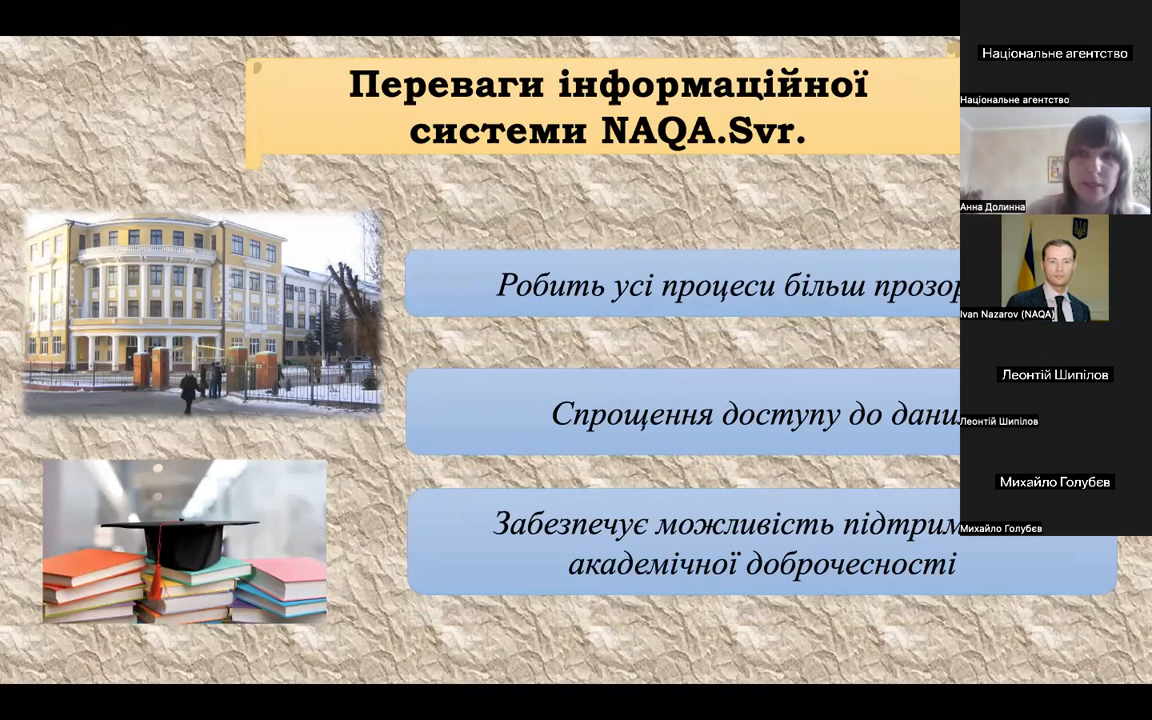 Переваги інформаційної
системи NAQA.Svr.
Робить усі процеси більш
Спрощення доступу до
Забезпечує можливість
академічної доброчесності
Національне агентство
Національне агентство
Анна Долинна
Ivan Nazarov (NAQA)
Леонтій Шипілов
Леонтій Шипілов
Михайло Голубєв
Михайло Голубєв